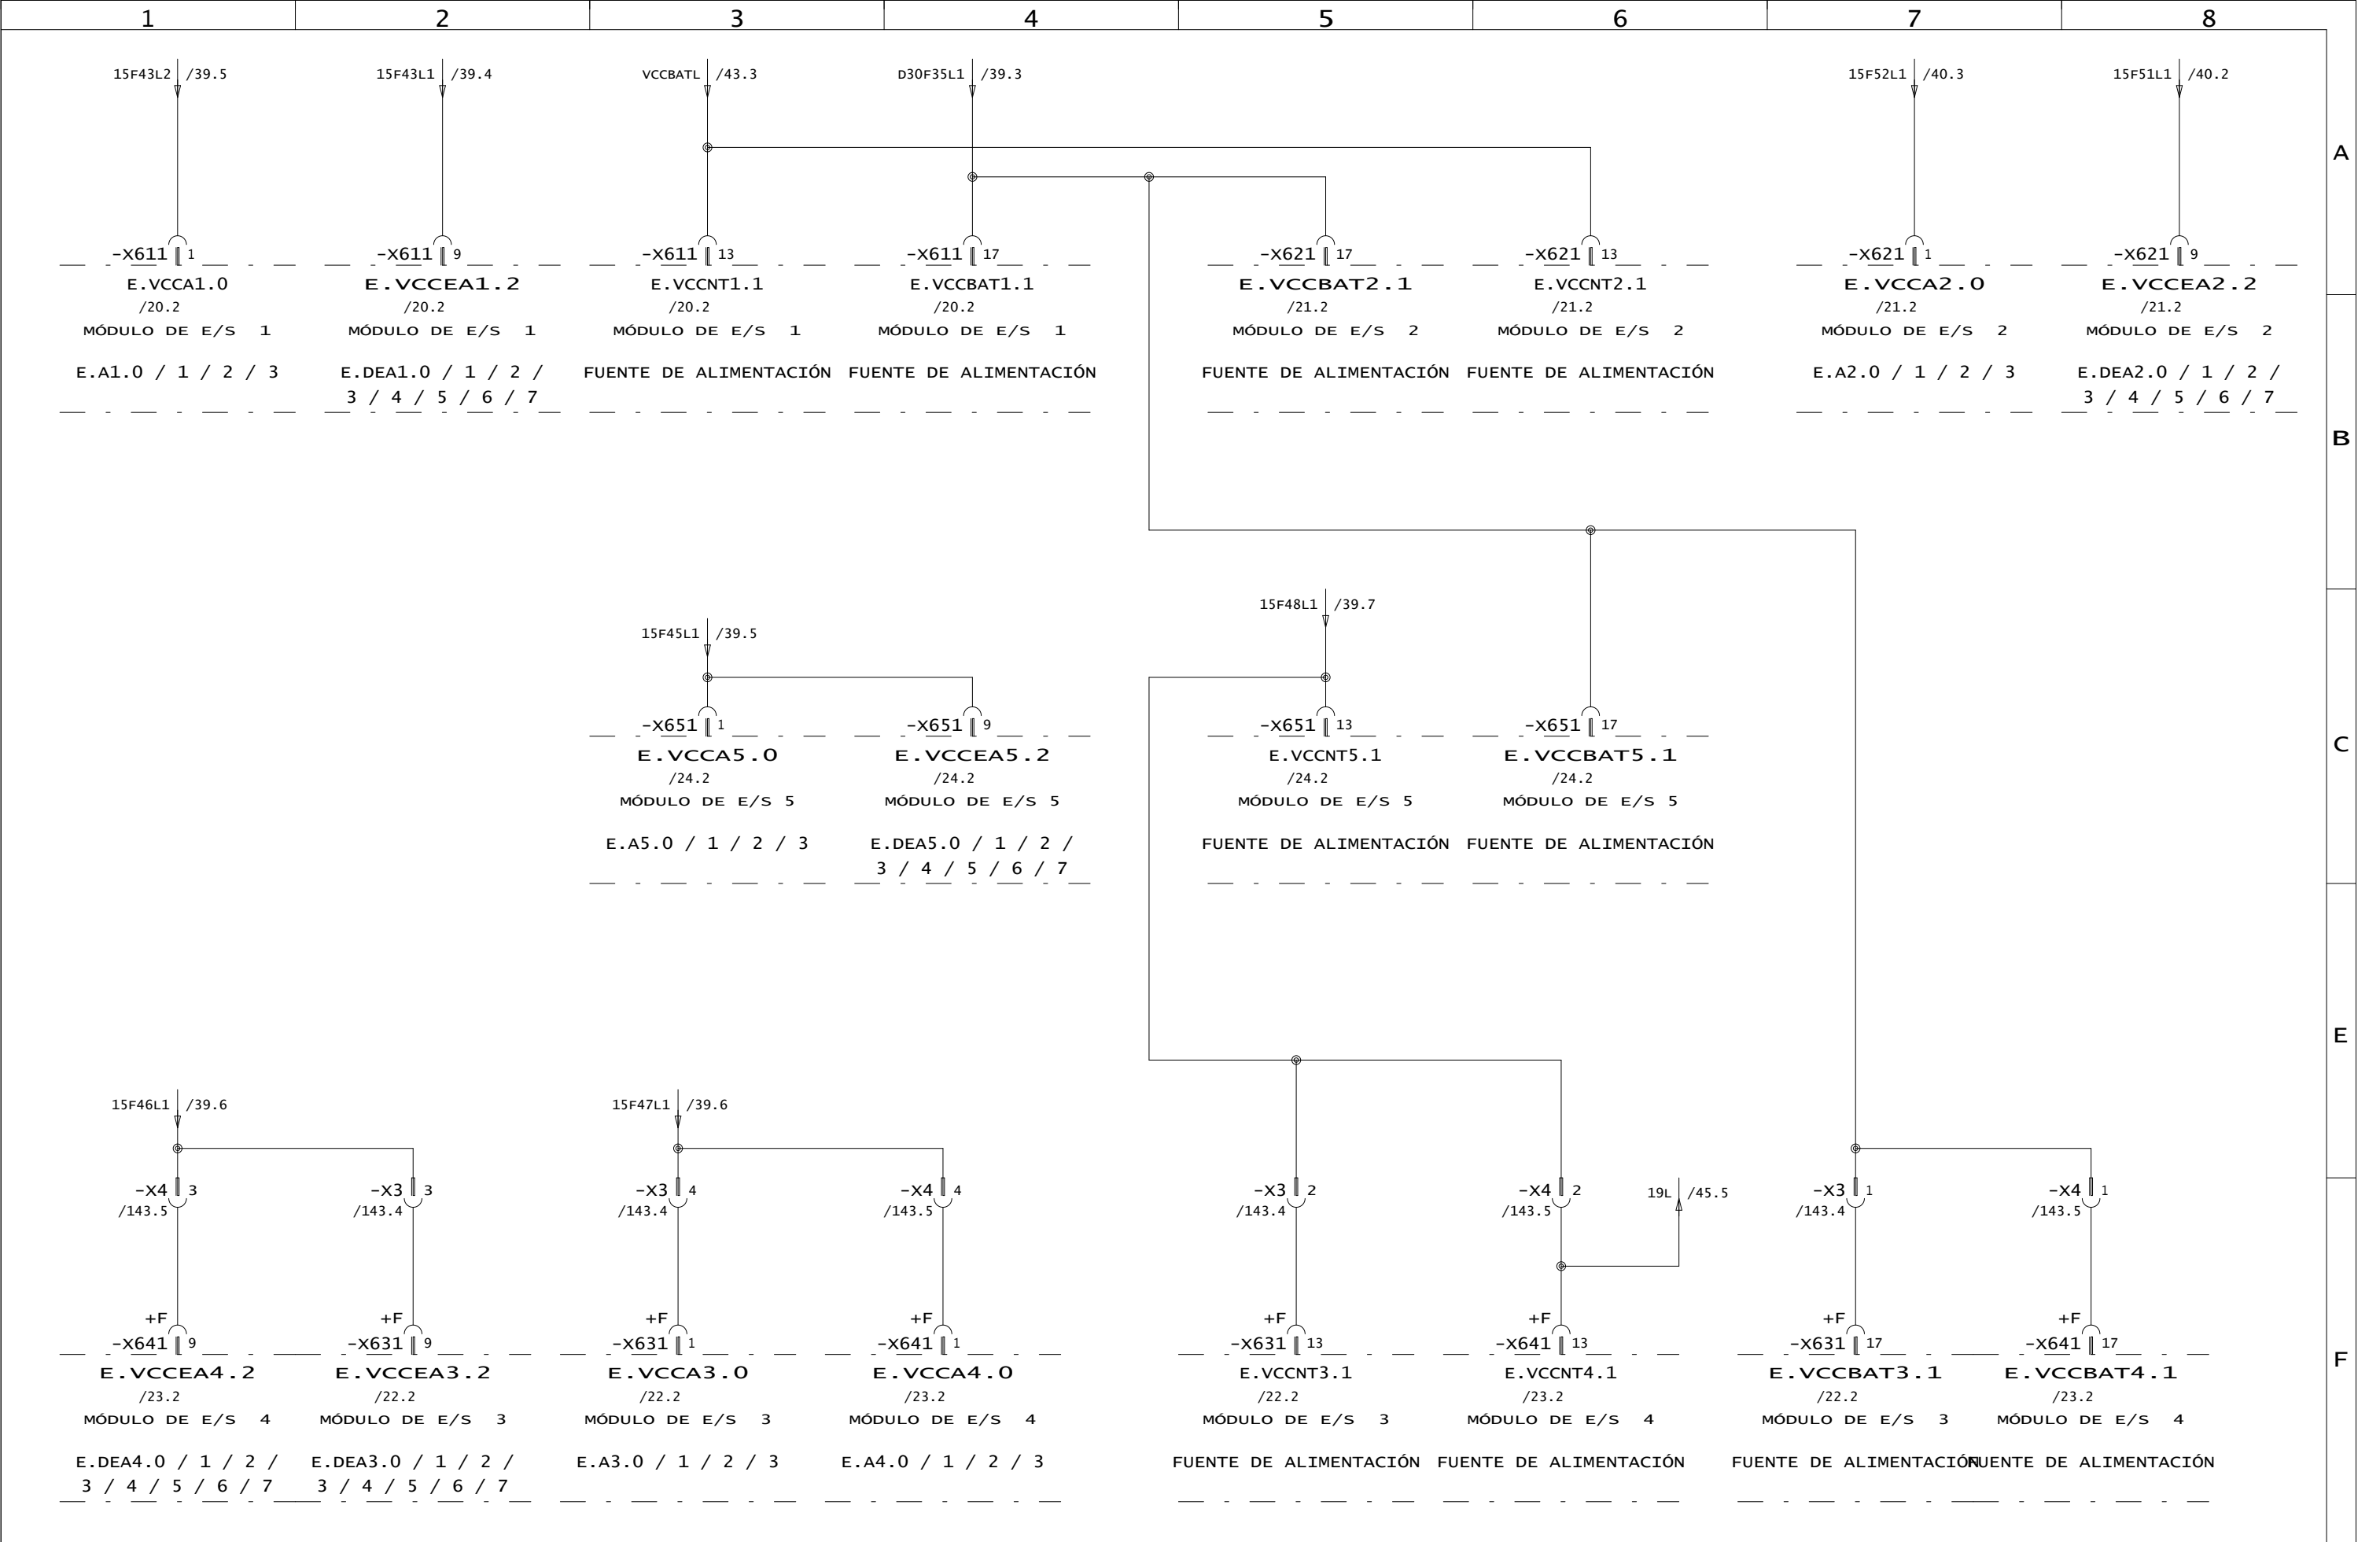 1 2 3 4 5 6 7 8
15F43L2 /39.5 15F43L1 /39.4 VCCBATL /43.3 D30F35L1 /39.3 15F52L1 /40.3 15F51L1 /40.2
A
-X611 1 -X611 9 -X611 13 -X611 17 -X621 17 -X621 13 -X621 1 -X621 9
E.VCCA1.0 E.VCCEA1.2 E.VCCNT1.1 E.VCCBAT1.1 E.VCCBAT2.1 E.VCCNT2.1 E.VCCA2.0 E.VCCEA2.2
/20.2 /20.2 /20.2 /20.2 /21.2 /21.2 /21.2 /21.2
MÓDULO DE E/S 1 MÓDULO DE E/S 1 MÓDULO DE E/S 1 MÓDULO DE E/S 1 MÓDULO DE E/S 2 MÓDULO DE E/S 2 MÓDULO DE E/S 2 MÓDULO DE E/S 2
E.A1.0 / 1 / 2 / 3 E.DEA1.0 / 1 / 2 / FUENTE DE ALIMENTACIÓN FUENTE DE ALIMENTACIÓN FUENTE DE ALIMENTACIÓN FUENTE DE ALIMENTACIÓN E.A2.0 / 1 / 2 / 3 E.DEA2.0 / 1 / 2 /
3 / 4 / 5 / 6 / 7 3 / 4 / 5 / 6 / 7
B
15F48L1 /39.7
15F45L1 /39.5
-X651 1 -X651 9 -X651 13 -X651 17
C
E.VCCA5.0 E.VCCEA5.2 E.VCCNT5.1 E.VCCBAT5.1
/24.2 /24.2 /24.2 /24.2
MÓDULO DE E/S 5 MÓDULO DE E/S 5 MÓDULO DE E/S 5 MÓDULO DE E/S 5
E.A5.0 / 1 / 2 / 3 E.DEA5.0 / 1 / 2 / FUENTE DE ALIMENTACIÓN FUENTE DE ALIMENTACIÓN
3 / 4 / 5 / 6 / 7
E
15F46L1 /39.6 15F47L1 /39.6
-X4 3 -X3 3 -X3 4 -X4 4 -X3 2 -X4 2 19L /45.5 -X3 1 -X4 1
/143.5 /143.4 /143.4 /143.5 /143.4 /143.5 /143.4 /143.5
+F +F +F +F +F +F +F +F
-X641 9 -X631 9 -X631 1 -X641 1 -X631 13 -X641 13 -X631 17 -X641 17
F
E.VCCEA4.2 E.VCCEA3.2 E.VCCA3.0 E.VCCA4.0 E.VCCNT3.1 E.VCCNT4.1 E.VCCBAT3.1 E.VCCBAT4.1
/23.2 /22.2 /22.2 /23.2 /22.2 /23.2 /22.2 /23.2
MÓDULO DE E/S 4 MÓDULO DE E/S 3 MÓDULO DE E/S 3 MÓDULO DE E/S 4 MÓDULO DE E/S 3 MÓDULO DE E/S 4 MÓDULO DE E/S 3 MÓDULO DE E/S 4
E.DEA4.0 / 1 / 2 / E.DEA3.0 / 1 / 2 / E.A3.0 / 1 / 2 / 3 E.A4.0 / 1 / 2 / 3 FUENTE DE ALIMENTACIÓN FUENTE DE ALIMENTACIÓN FUENTE DE ALIMENTACIÓN FUENTE DE ALIMENTACIÓN
3 / 4 / 5 / 6 / 7 3 / 4 / 5 / 6 / 7